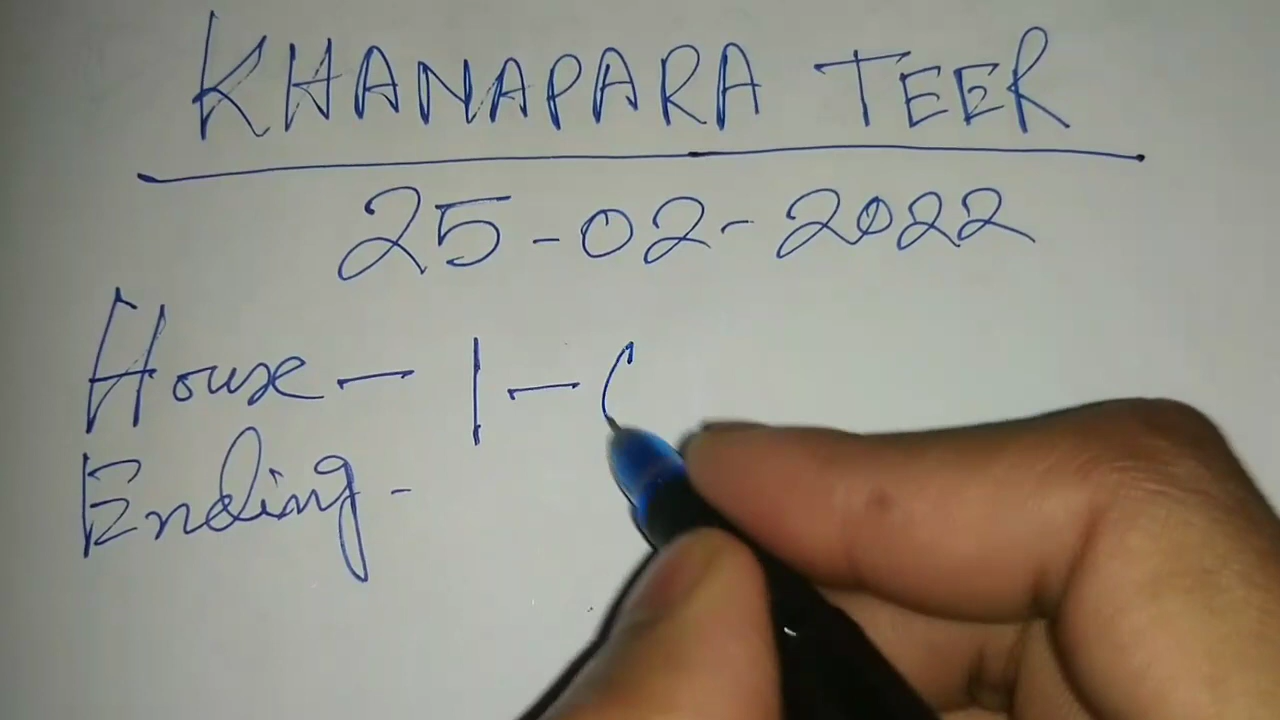 KHANAPARA TEER
25-02-2022
House - 1 -
Ending -